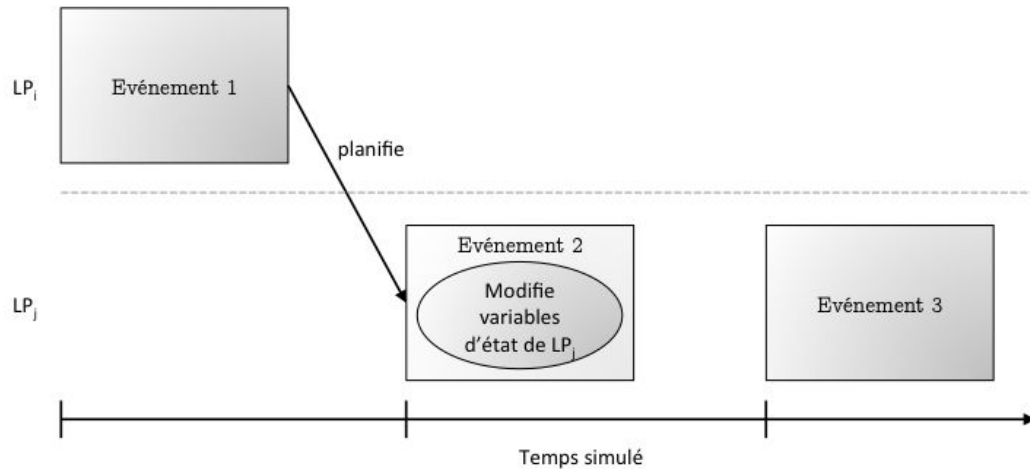 LPi
Evénement 1
planifie
Evénement 2
Modifie
variables
d'état de LPj
LPj
Evénement 3
Temps simulé